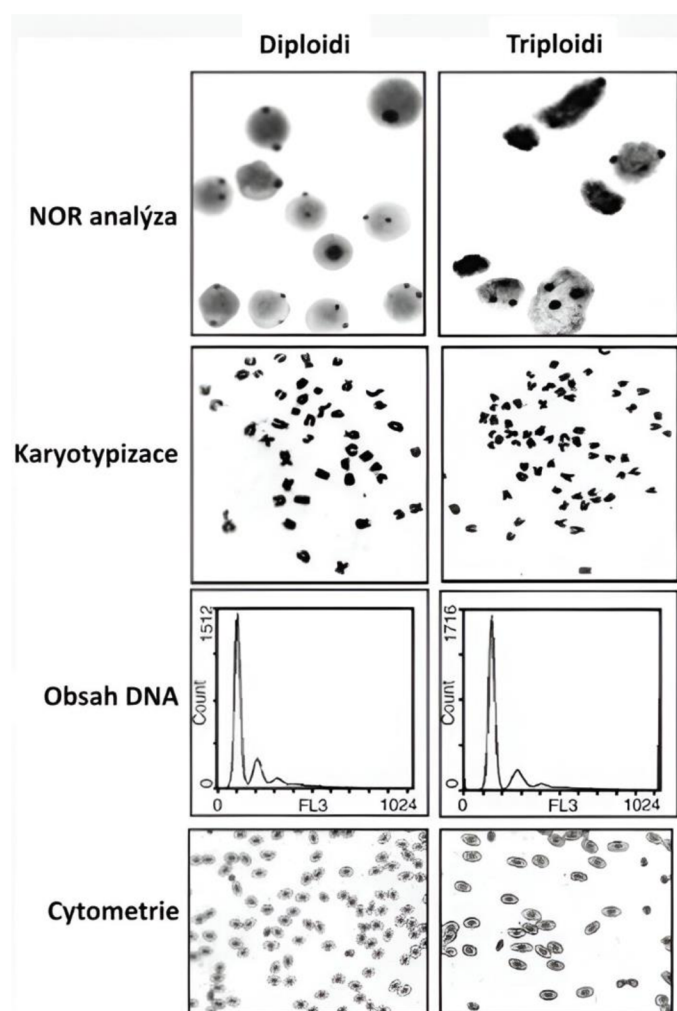 Diploidi Triploidi
NOR analýza
Karyotypizace
Obsah DNA
1512
Count
0
0 FL3 1024
1716
Count
0
0 FL3 1024
Cytometrie